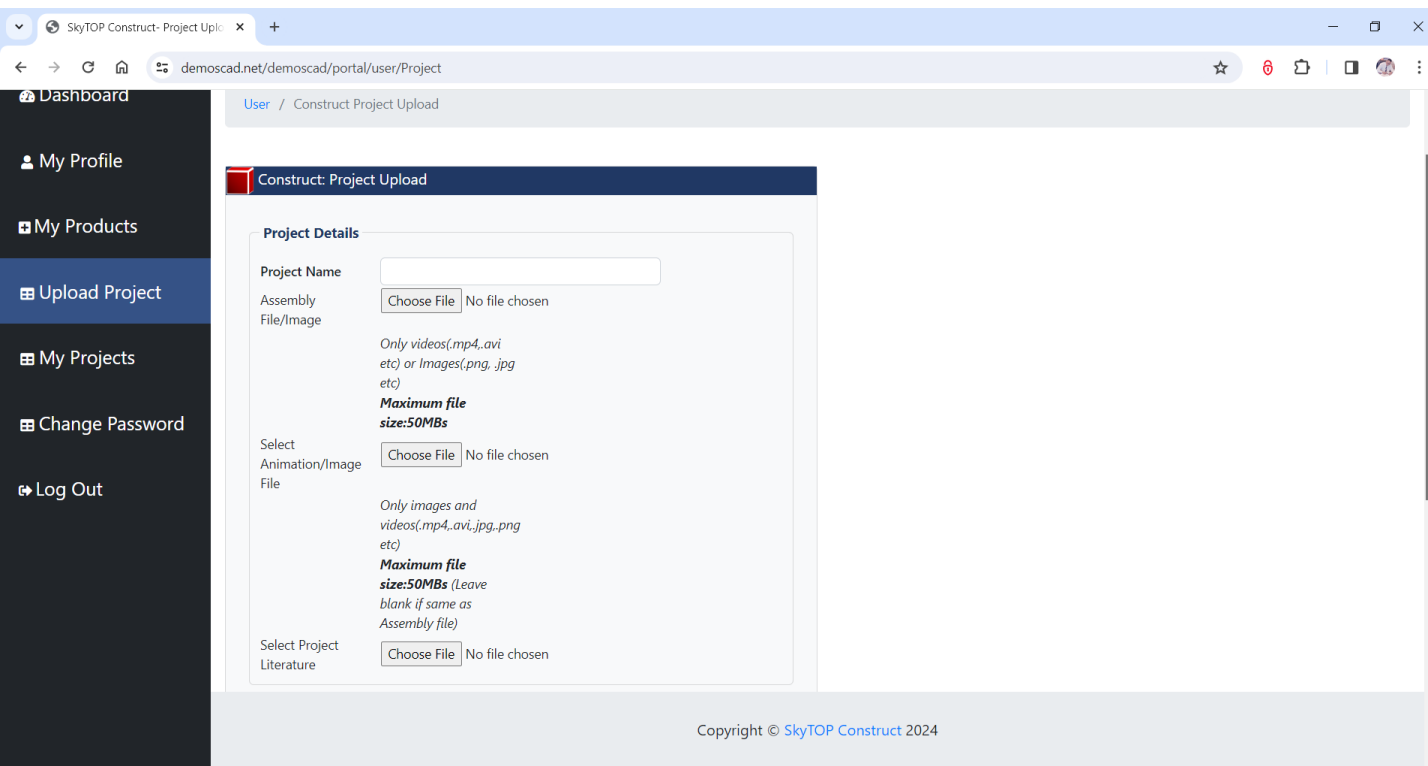 SkyTOP Construct- Project Uplo
demoscad.net/demoscad/portal/user/Project
Dashboard
My Profile
My Products
Upload Project
My Projects
Change Password
Log Out
User / Construct Project Upload
Construct: Project Upload
Project Details
Project Name
Assembly
File/Image
Choose File No file chosen
Only videos(.mp4,.avi
etc) or Images(.png, .jpg
etc)
Maximum file
size:50MBs
Select
Animation/Image
File
Choose File No file chosen
Only images and
videos(.mp4,.avi,.jpg,.png
etc)
Maximum file
size:50MBs (Leave
blank if same as
Assembly file)
Select Project
Literature
Choose File No file chosen
Copyright © SkyTOP Construct 2024